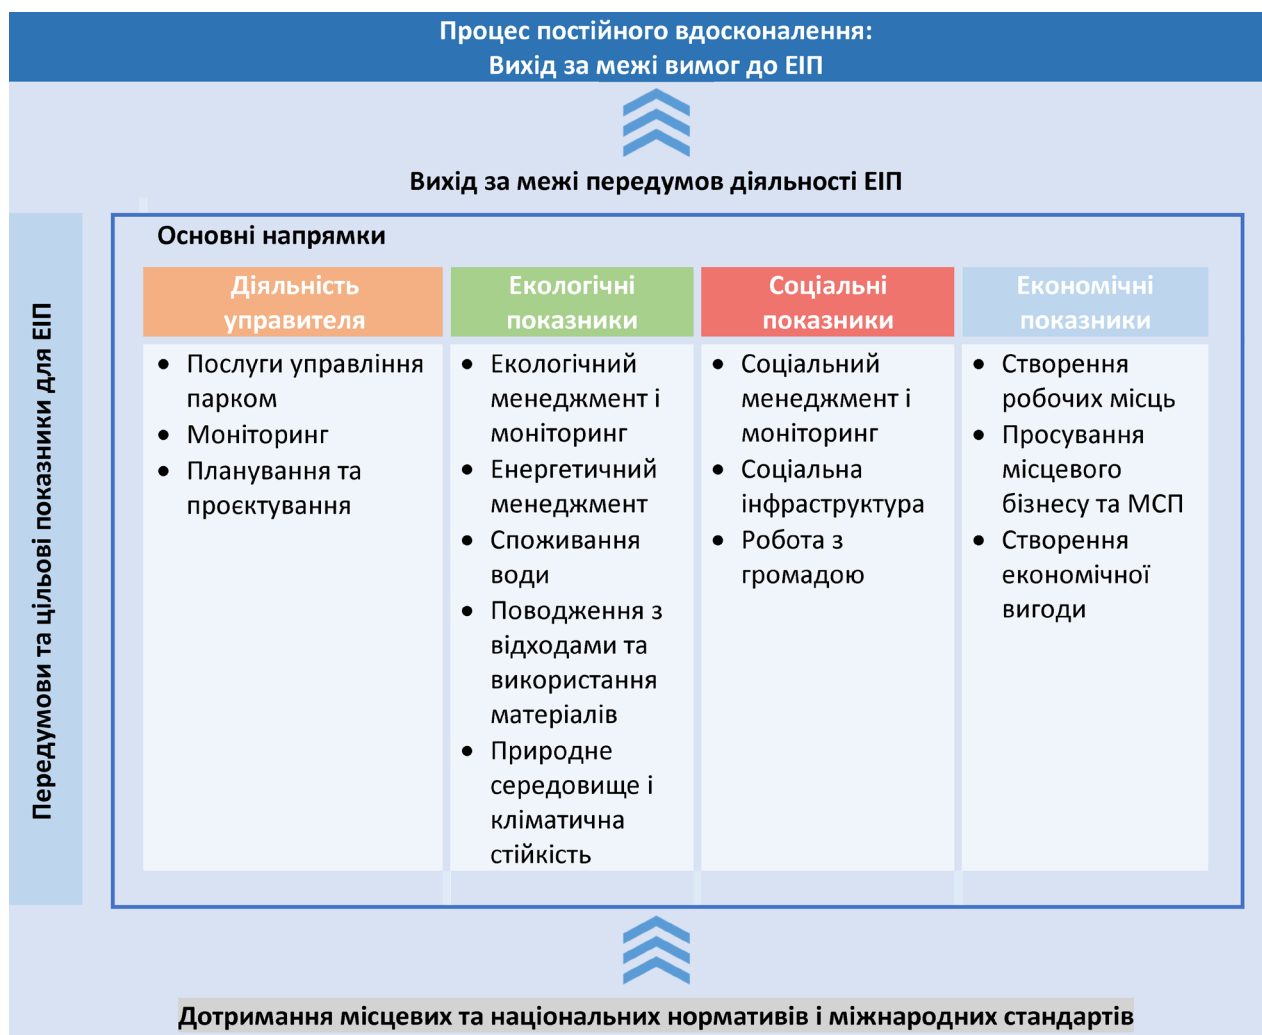 Процес постійного вдосконалення:
Вихід за межі вимог до ЕІП
Вихід за межі передумов діяльності ЕІП
Передумови та цільові показники для ЕІП
Основні напрямки
Діяльність
управителя
• Послуги управління
парком
• Моніторинг
• Планування та
проєктування
Екологічні
показники
• Екологічний
менеджмент і
моніторинг
• Енергетичний
менеджмент
• Споживання
води
• Поводження з
відходами та
використання
матеріалів
• Природне
середовище і
кліматична
стійкість
Соціальні
показники
• Соціальний
менеджмент і
моніторинг
• Соціальна
інфраструктура
• Робота з
громадою
Економічні
показники
• Створення
робочих місць
• Просування
місцевого
бізнесу та МСП
• Створення
економічної
вигоди
Дотримання місцевих та національних нормативів і міжнародних стандартів